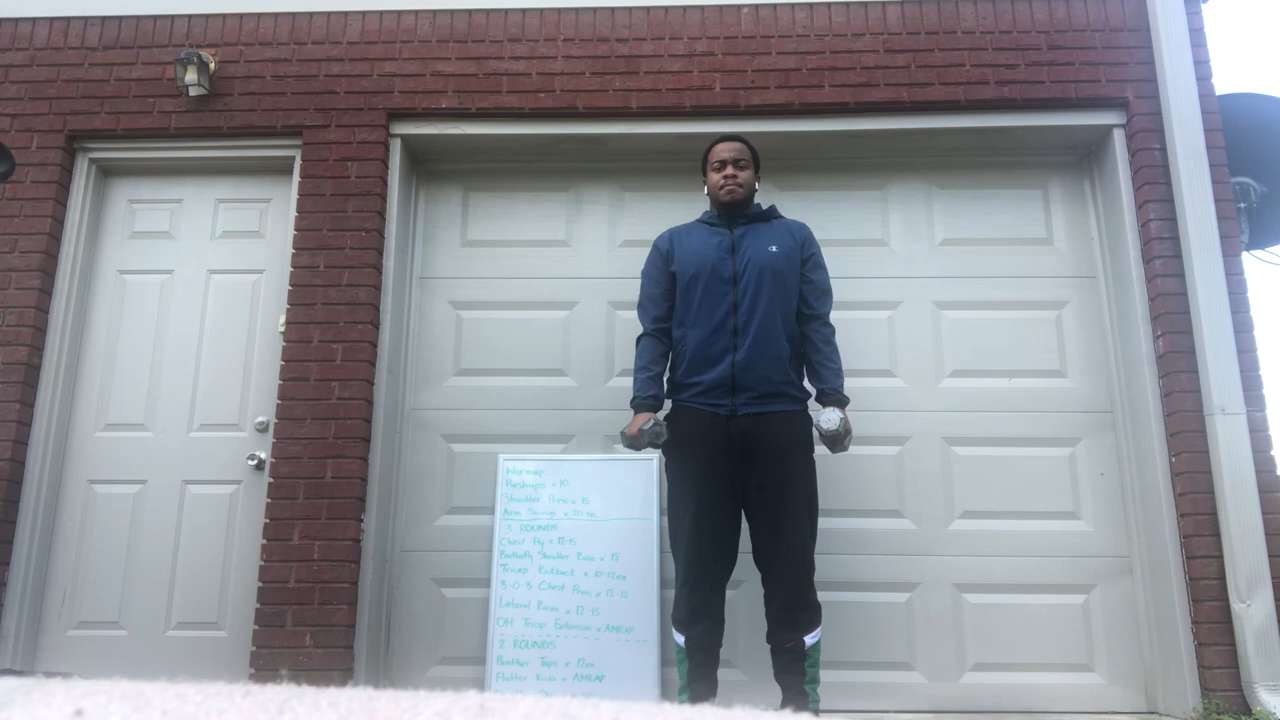 Warmup
Pushups x 10
Shoulder Press x 15
Arm Swings x 30 sec
3 ROUNDS
Chest Fly x 12-15
Butterfly Shoulder Raise x 15
Tricep Kickback x 10-12ea
3-0-3 Chest Press x 12-15
Lateral Raises x 12-15
OH Tricep Extension x AMRAP
2 ROUNDS
Panther Taps x 12ea
Flutter Kicks x AMRAP